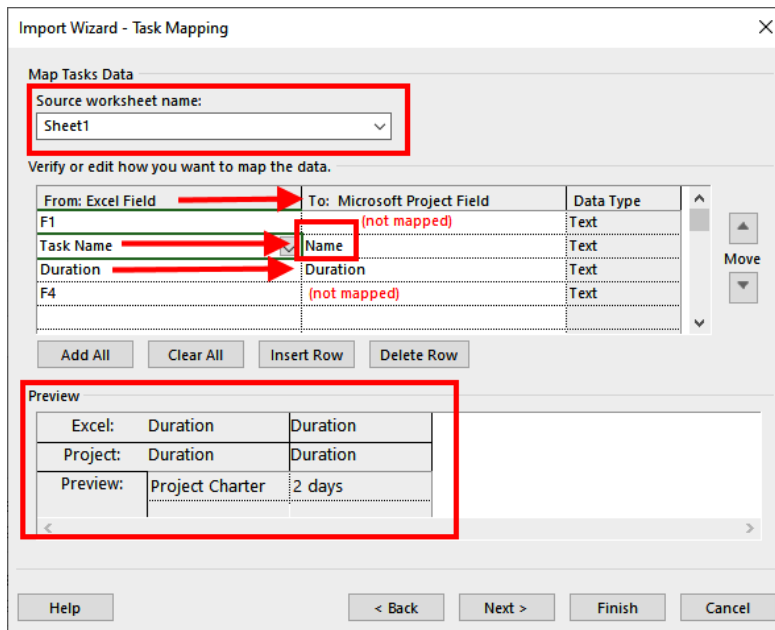 Import Wizard - Task Mapping
Map Tasks Data
Source worksheet name:
Sheet1
Verify or edit how you want to map the data.
From: Excel Field To: Microsoft Project Field Data Type
F1 (not mapped) Text
Task Name Name Text
Duration Duration Text
F4 (not mapped) Text
Move
Add All Clear All Insert Row Delete Row
Preview
Excel: Duration Duration
Project: Duration Duration
Preview: Project Charter 2 days
Help < Back Next > Finish Cancel